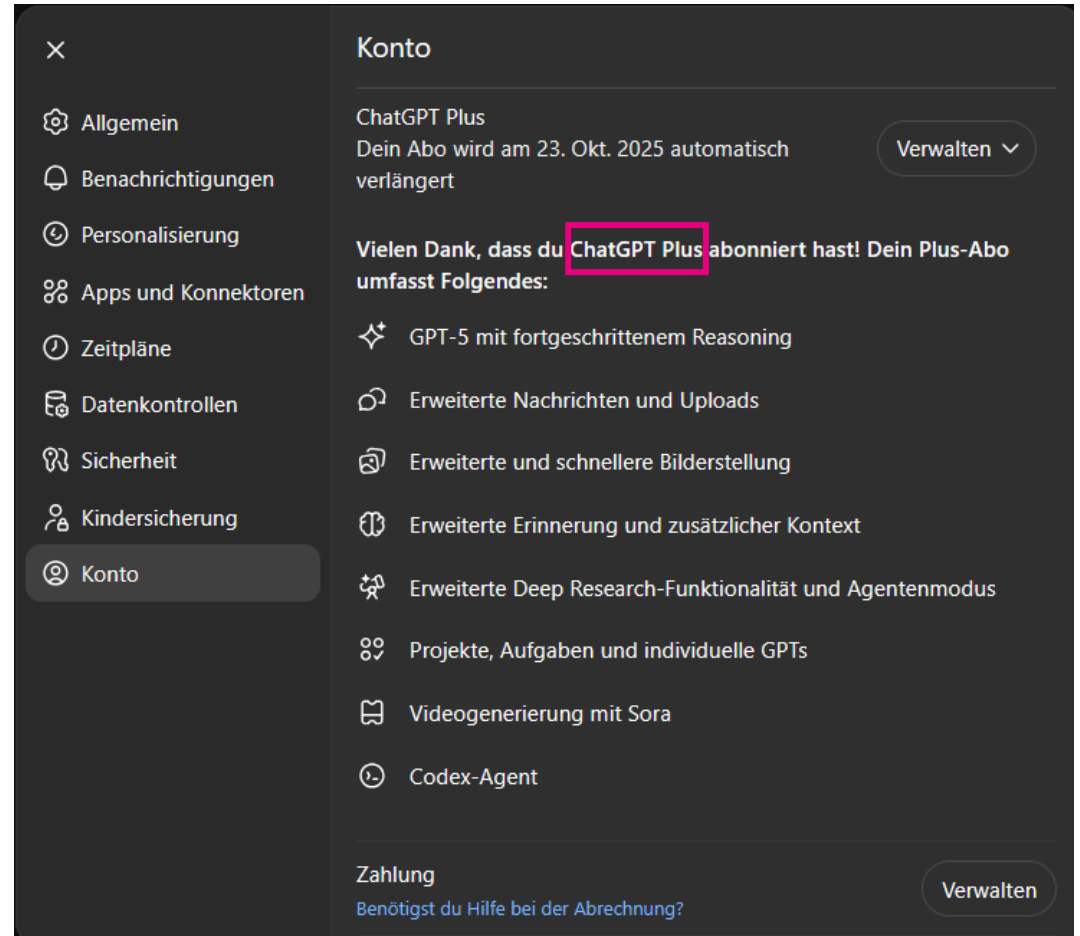 Konto
Allgemein
Benachrichtigungen
Personalisierung
Apps und Konnektoren
Zeitpläne
Datenkontrollen
Sicherheit
Kindersicherung
Konto
ChatGPT Plus
Dein Abo wird am 23. Okt. 2025 automatisch
verlängert
Verwalten
Vielen Dank, dass du ChatGPT Plus abonniert hast! Dein Plus-Abo
umfasst Folgendes:
GPT-5 mit fortgeschrittenem Reasoning
Erweiterte Nachrichten und Uploads
Erweiterte und schnellere Bilderstellung
Erweiterte Erinnerung und zusätzlicher Kontext
Erweiterte Deep Research-Funktionalität und Agentenmodus
Projekte, Aufgaben und individuelle GPTs
Videogenerierung mit Sora
Codex-Agent
Zahlung
Benötigst du Hilfe bei der Abrechnung?
Verwalten